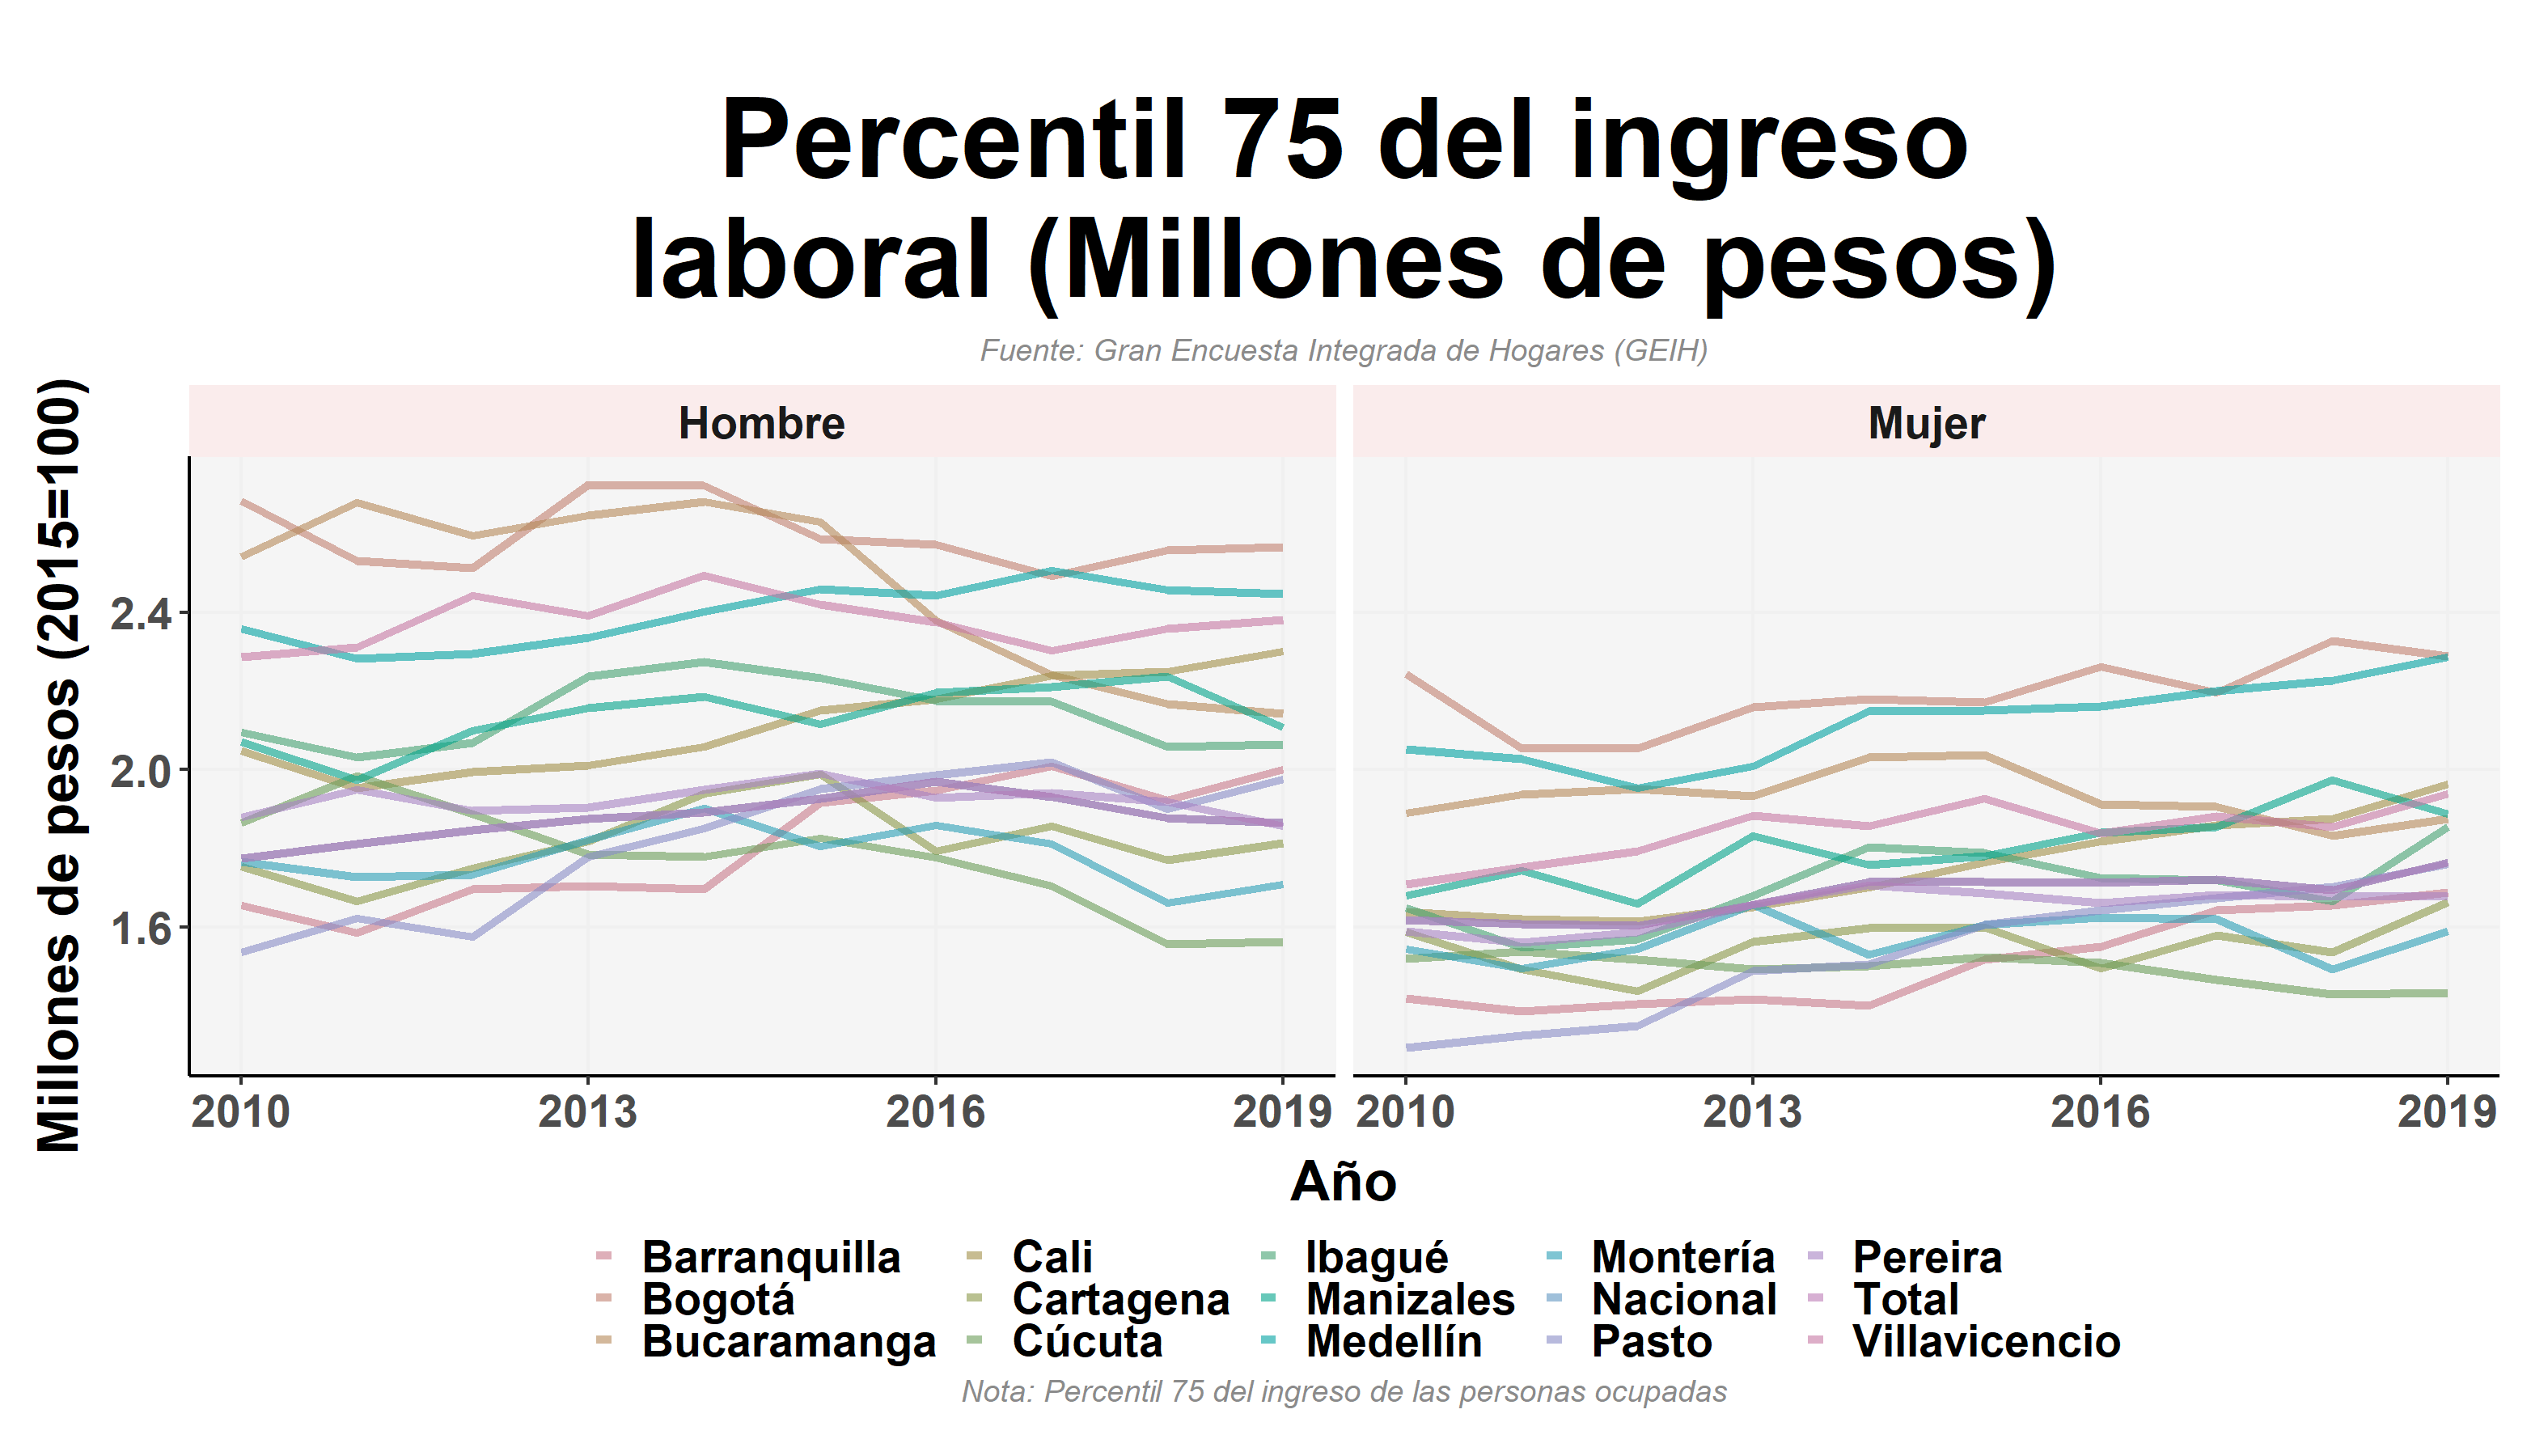 Percentil 75 del ingreso
laboral (Millones de pesos)
Fuente: Gran Encuesta Integrada de Hogares (GEIH)
Millones de pesos (2015=100)
Hombre
Mujer
2.4
2.0
1.6
2010
2013
2016
2019
2010
2013
2016
2019
Año
Barranquilla
Bogotá
Bucaramanga
Cali
Cartagena
Cúcuta
Ibagué
Manizales
Medellín
Montería
Nacional
Pasto
Pereira
Total
Villavicencio
Nota: Percentil 75 del ingreso de las personas ocupadas